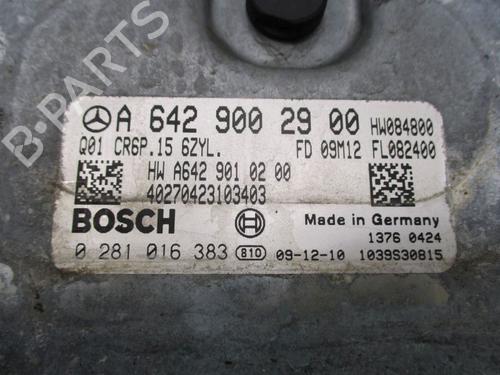 A 642 900 29 00 HW084800
Q01 CR6P.15 6ZYL. FD 09M12 FL082400
HW A642 901 02 00
40270423103403
BOSCH Made in Germany
1376 0424
0 281 016 383 810 09-12-10 1039S30815
B-PARTS